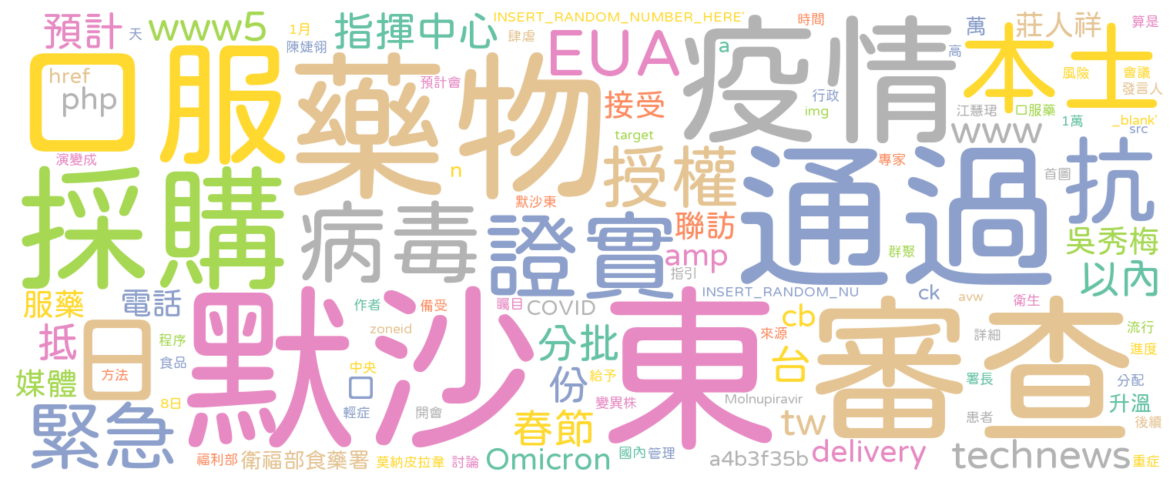 預計
天
www5
指揮中心
1月
陳婕翎
INSERT_RANDOM_NUMBER_HERE'
肆虐
EUA
時間
a
疫情
高
萬
莊人祥
算是
本土
風險
會議
發言人
口服
href
php
藥物
預計會
接受
target
行政
img
江慧珺
口服藥
www
1萬
_blank'
src
演變成
採購
n
默沙東
授權
專家
首圖
抗
病毒
證實
聯訪
amp
指引
通過
群聚
吳秀梅
以內
INSERT_RANDOM_NU
ck
avw
衛生
服藥
電話
作者
備受
矚目
COVID
cb
來源
詳細
流行
抵
日
程序
食品
默沙東
zoneid
分批
台
審查
進度
媒體
方法
中央
口
份
給予
署長
分配
8日
輕症
開會
變異株
Molnupiravir
患者
升溫
後續
緊急
春節
tw
福利部
衛福部食藥署
莫納皮拉韋
討論
Omicron
國內
管理
a4b3f35b
delivery
technews
重症